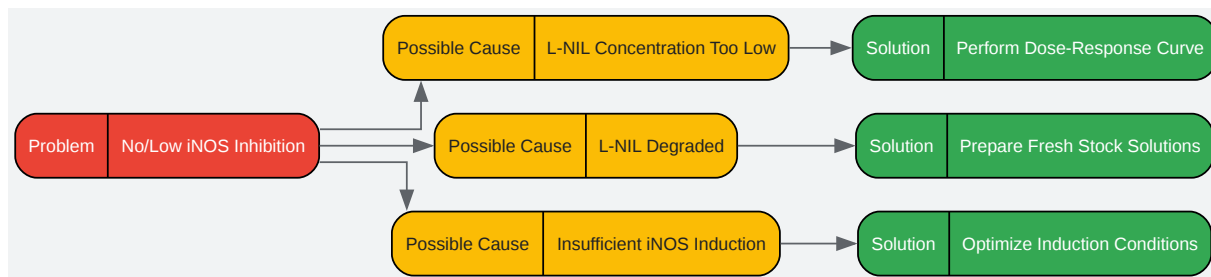 Possible Cause L-NIL Concentration Too Low Solution Perform Dose-Response Curve
Problem No/Low iNOS Inhibition Possible Cause L-NIL Degraded Solution Prepare Fresh Stock Solutions
Possible Cause Insufficient iNOS Induction Solution Optimize Induction Conditions